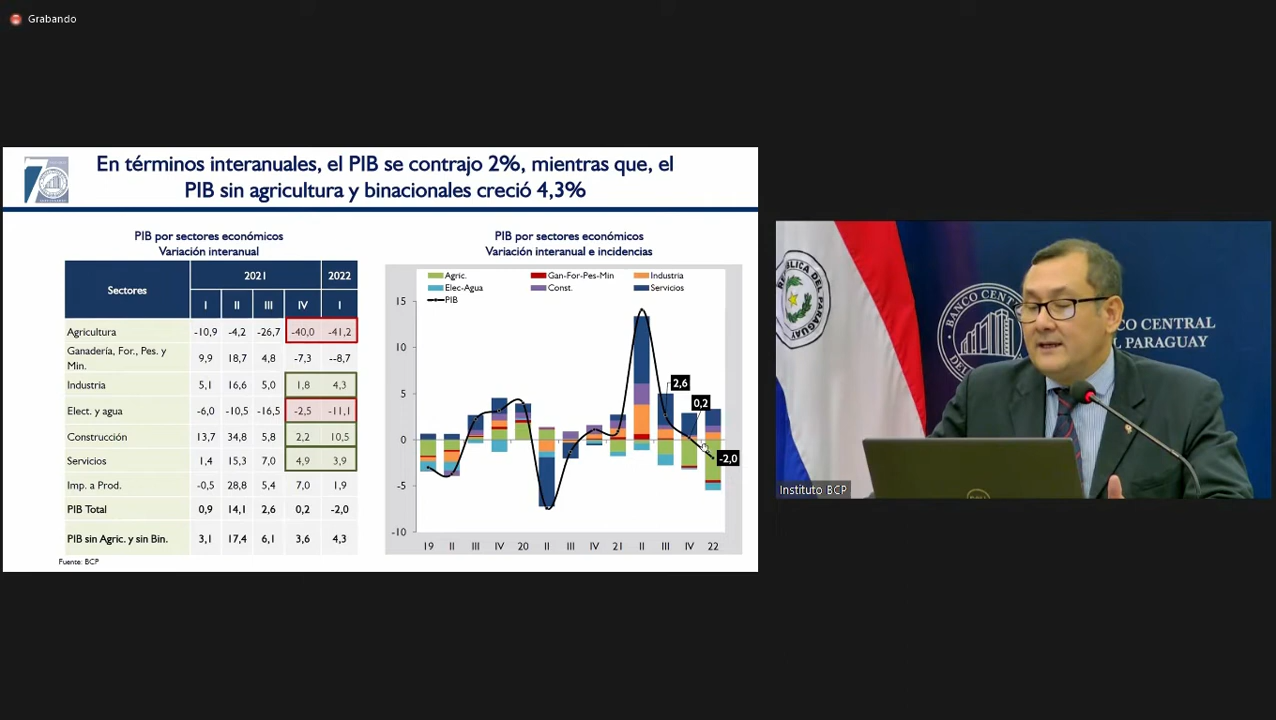 Grabando
En términos interanuales, el PIB se contrajo 2%, mientras que, el
PIB sin agricultura y binacionales creció 4,3%
PIB por sectores económicos
Variación interanual
Sectores 2021 2022
I II III IV I
Agricultura -10,9 -4,2 -26,7 -40,0 -41,2
Ganadería, For., Pes. y
Min. 9,9 18,7 4,8 -7,3 --8,7
Industria 5,1 16,6 5,0 1,8 4,3
Elect. y agua -6,0 -10,5 -16,5 -2,5 -11,1
Construcción 13,7 34,8 5,8 2,2 10,5
Servicios 1,4 15,3 7,0 4,9 3,9
Imp. a Prod. -0,5 28,8 5,4 7,0 1,9
PIB Total 0,9 14,1 2,6 0,2 -2,0
PIB sin Agric. y sin Bin. 3,1 17,4 6,1 3,6 4,3
Fuente: BCP
PIB por sectores económicos
Variación interanual e incidencias
Agric. Gan-For-Pes-Min Industria
Elec-Agua Const. Servicios
PIB
15
10
5
0
-5
-10
2,6
0,2
-2,0
19 II III IV 20 II III IV 21 II III IV 22
REPÚBLICA DEL PARAGUAY
BANCO CENTRAL
DEL PARAGUAY
Instituto BCP